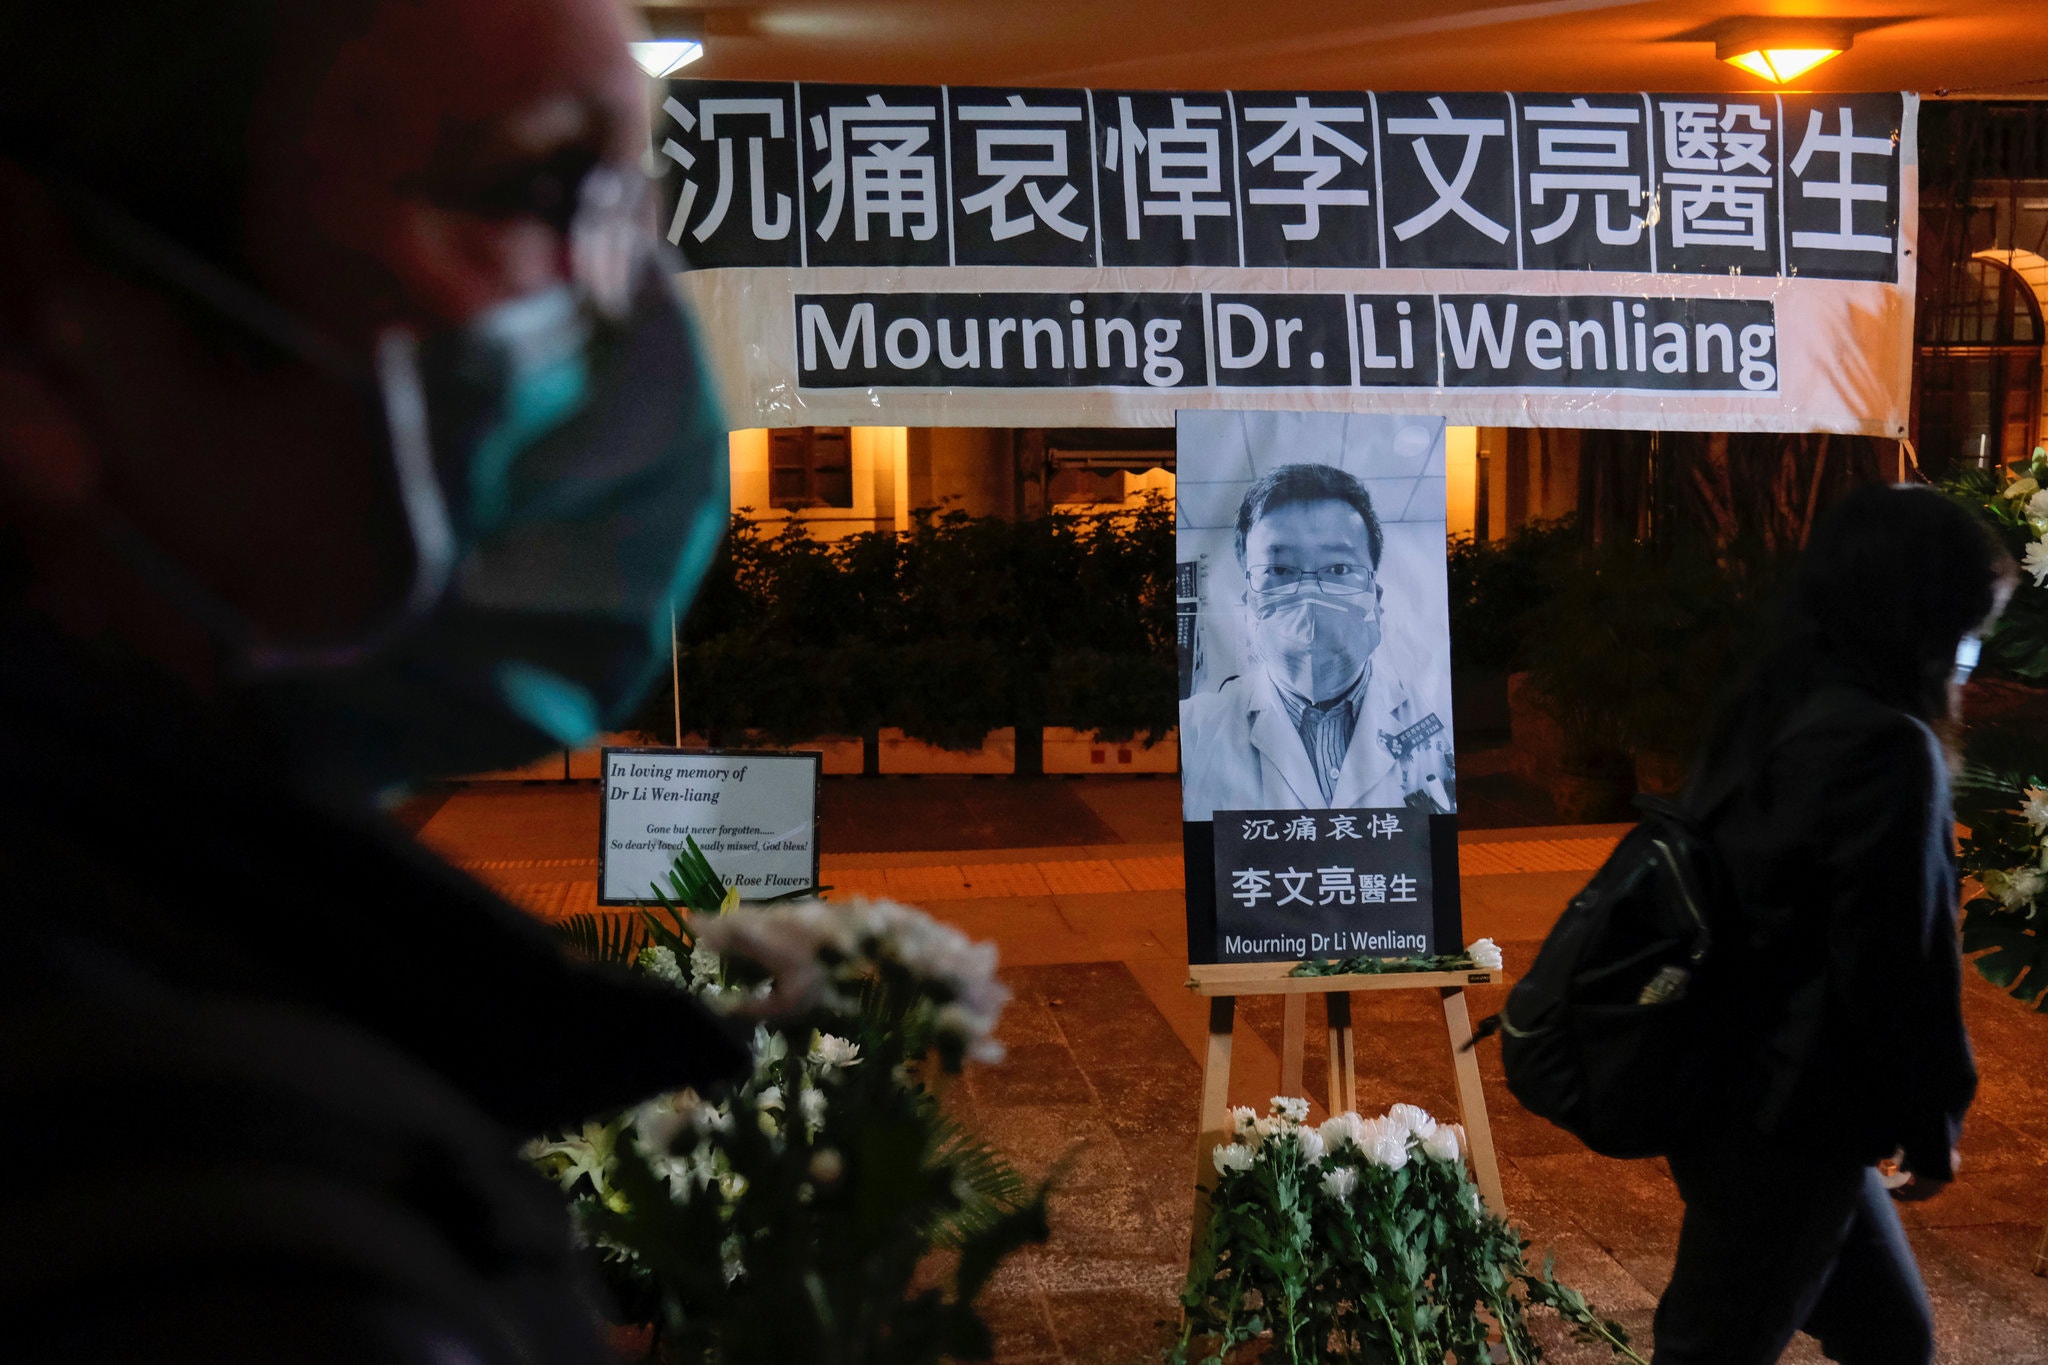 沉痛哀悼李文亮醫生
Mourning Dr. Li Wenliang
In loving memory of
Dr Li Wen-liang
Gone but never forgotten......
So dearly loved, sadly missed, God bless!
Jo Rose Flowers
沉痛哀悼
李文亮醫生
Mourning Dr Li Wenliang